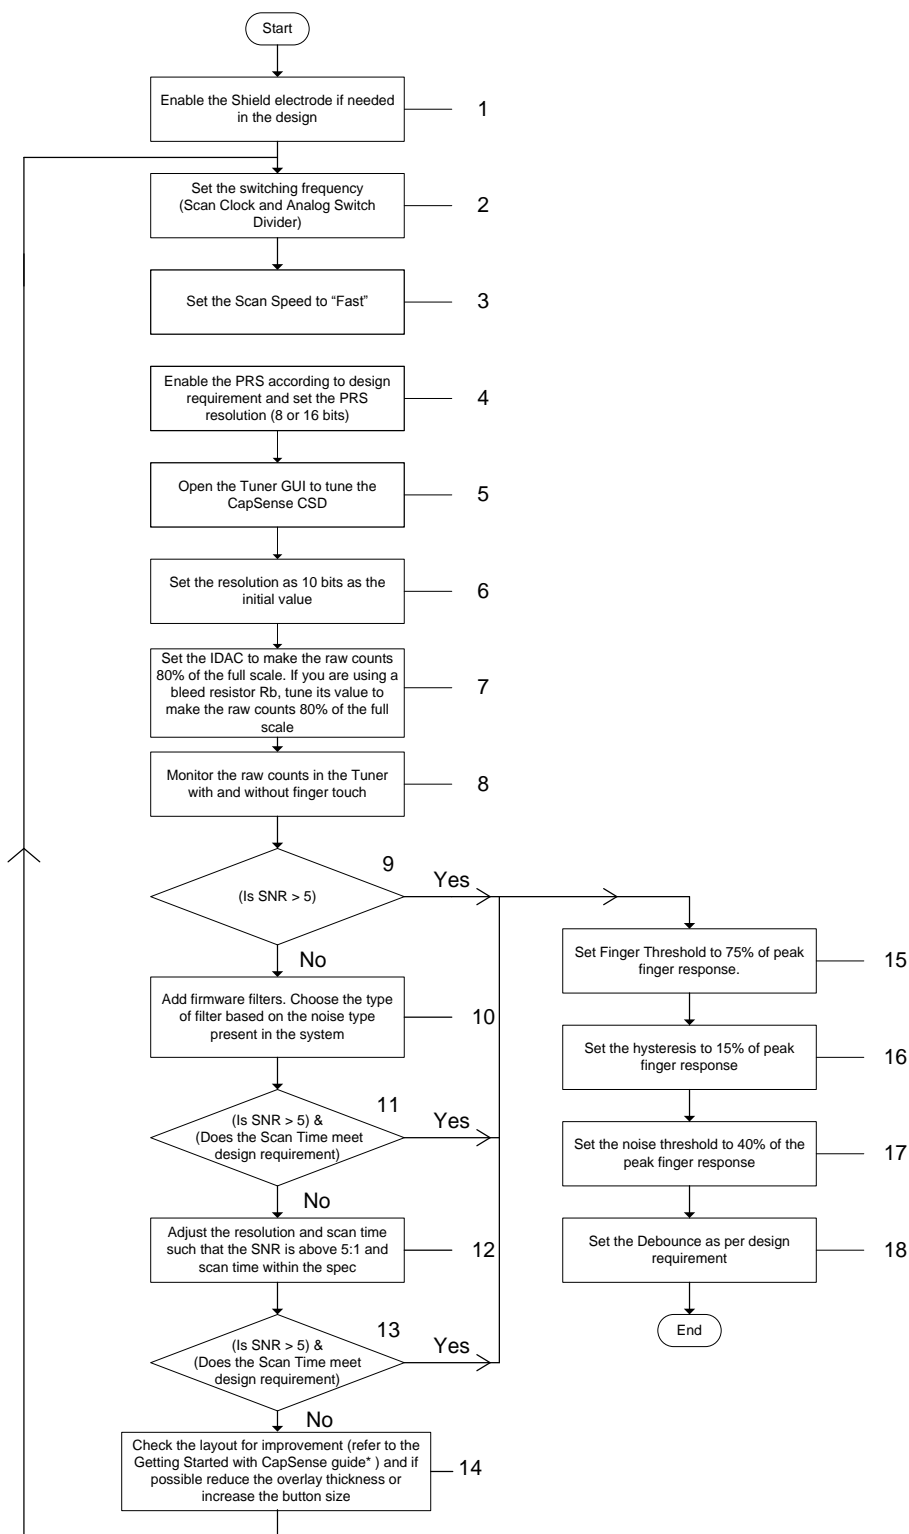 Start
Enable the Shield electrode if needed
in the design
1
Set the switching frequency
(Scan Clock and Analog Switch
Divider)
2
Set the Scan Speed to “Fast”
3
Enable the PRS according to design
requirement and set the PRS
resolution (8 or 16 bits)
4
Open the Tuner GUI to tune the
CapSense CSD
5
Set the resolution as 10 bits as the
initial value
6
Set the IDAC to make the raw counts
80% of the full scale. If you are using a
bleed resistor Rb, tune its value to
make the raw counts 80% of the full
scale
7
Monitor the raw counts in the Tuner
with and without finger touch
8
(Is SNR > 5)
9
Yes
No
Add firmware filters. Choose the type
of filter based on the noise type
present in the system
10
(Is SNR > 5) &
(Does the Scan Time meet
design requirement)
11
Yes
No
Adjust the resolution and scan time
such that the SNR is above 5:1 and
scan time within the spec
12
(Is SNR > 5) &
(Does the Scan Time meet
design requirement)
13
Yes
No
Check the layout for improvement (refer to the
Getting Started with CapSense guide* ) and if
possible reduce the overlay thickness or
increase the button size
14
Set Finger Threshold to 75% of peak
finger response.
15
Set the hysteresis to 15% of peak
finger response
16
Set the noise threshold to 40% of the
peak finger response
17
Set the Debounce as per design
requirement
18
End